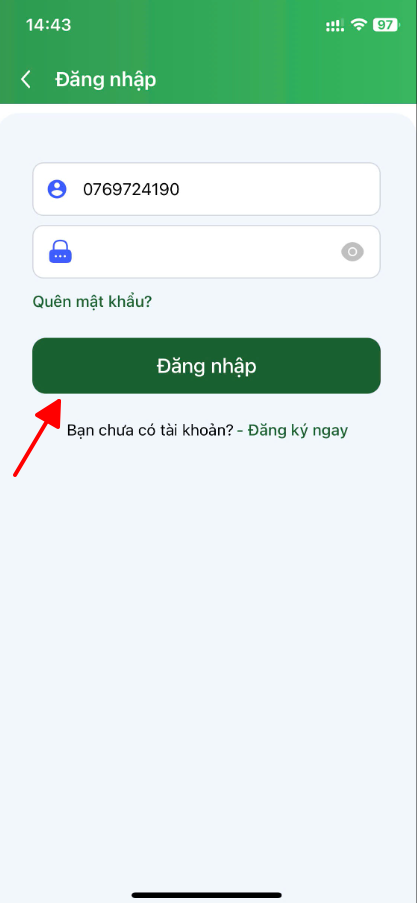 14:43
97
Đăng nhập
0769724190
Quên mật khẩu?
Đăng nhập
Bạn chưa có tài khoản? - Đăng ký ngay